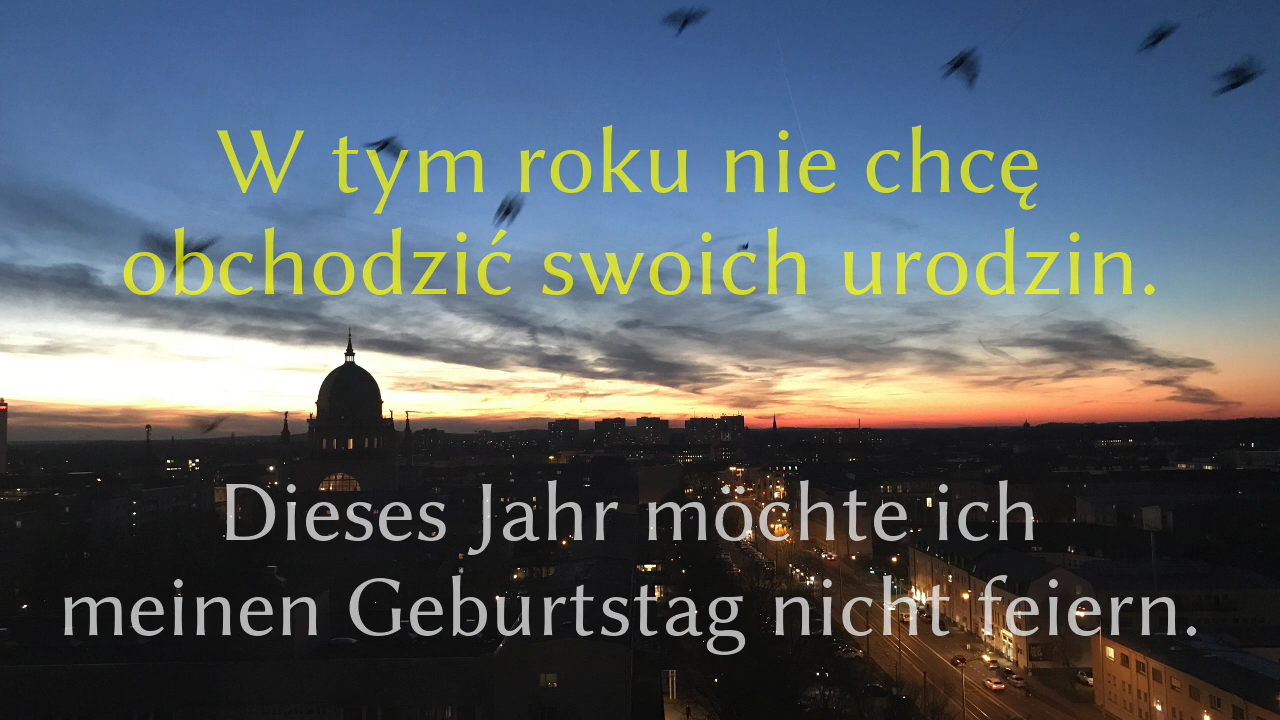 W tym roku nie chcę
obchodzić swoich urodzin.
Dieses Jahr möchte ich
meinen Geburtstag nicht feiern.